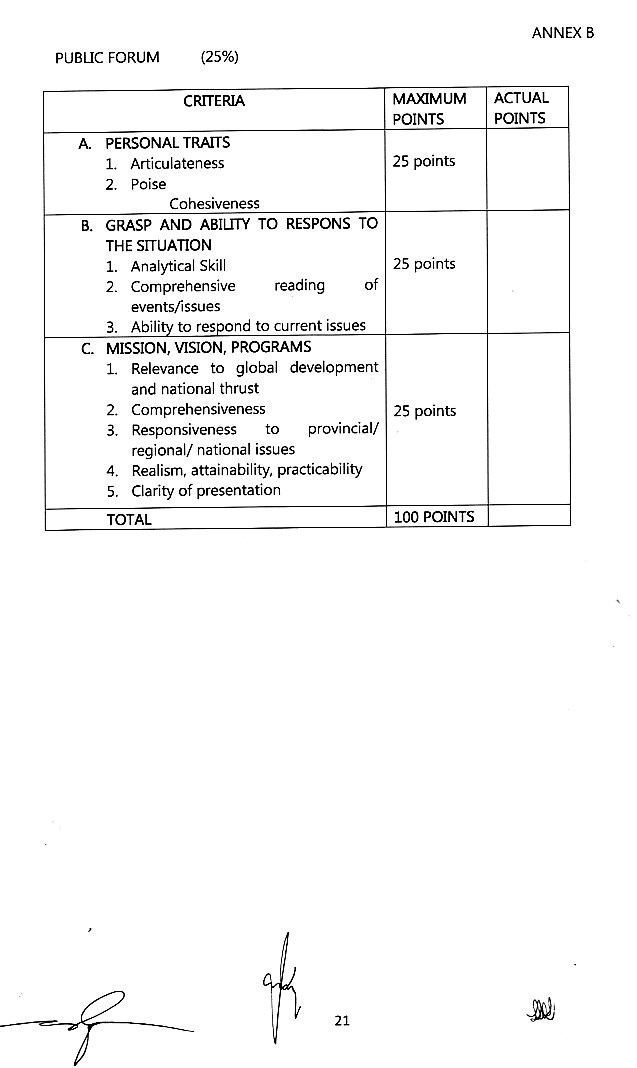 ANNEX B
PUBLIC FORUM (25%)
CRITERIA MAXIMUM POINTS ACTUAL POINTS
A. PERSONAL TRAITS
1. Articulateness 25 points
2. Poise
Cohesiveness
B. GRASP AND ABILITY TO RESPONS TO
THE SITUATION
1. Analytical Skill 25 points
2. Comprehensive reading of
events/issues
3. Ability to respond to current issues
C. MISSION, VISION, PROGRAMS
1. Relevance to global development
and national thrust
2. Comprehensiveness 25 points
3. Responsiveness to provincial/
regional/ national issues
4. Realism, attainability, practicability
5. Clarity of presentation
TOTAL 100 POINTS
21